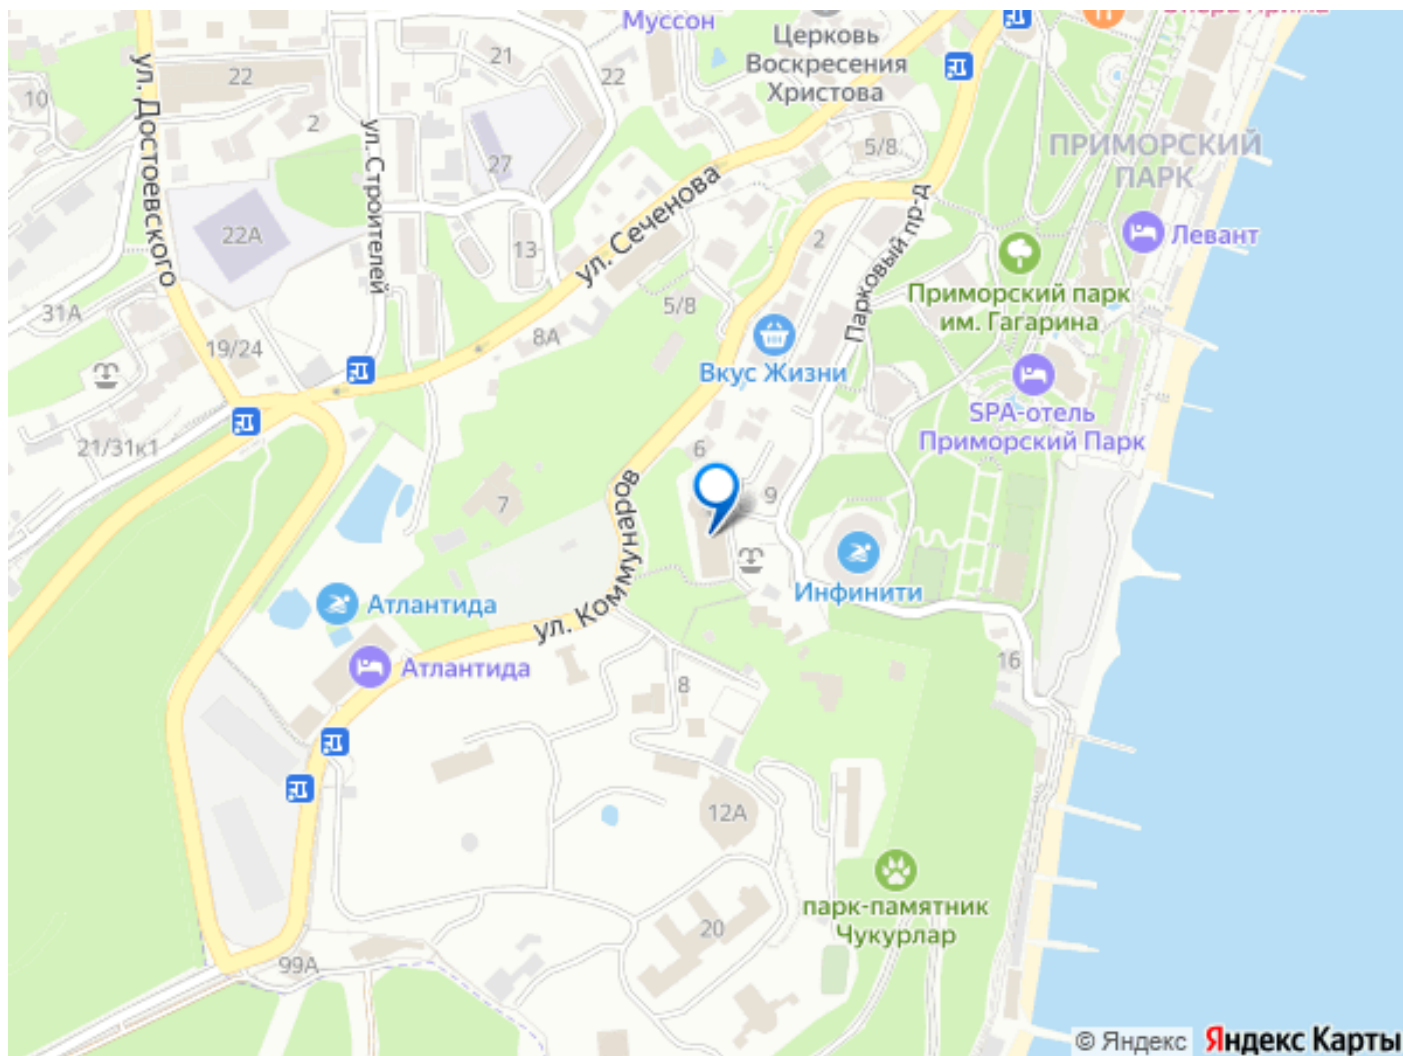 Муссон
Церковь
Воскресения
Христова
ул. Достоевского
22
21
22
10
2
ул. Строителей
27
5/8
ПРИМОРСКИЙ
ПАРК
ул. Сеченова
22А
13
2
Парковый пр-д
Левант
Приморский парк
им. Гагарина
31А
5/8
8А
19/24
Вкус Жизни
SPA-отель
Приморский Парк
21/31к1
6
7
9
ул. Коммунаров
Инфинити
Атлантида
16
Атлантида
8
12А
парк-памятник
Чукурлар
20
99А
© Яндекс Яндекс Карты